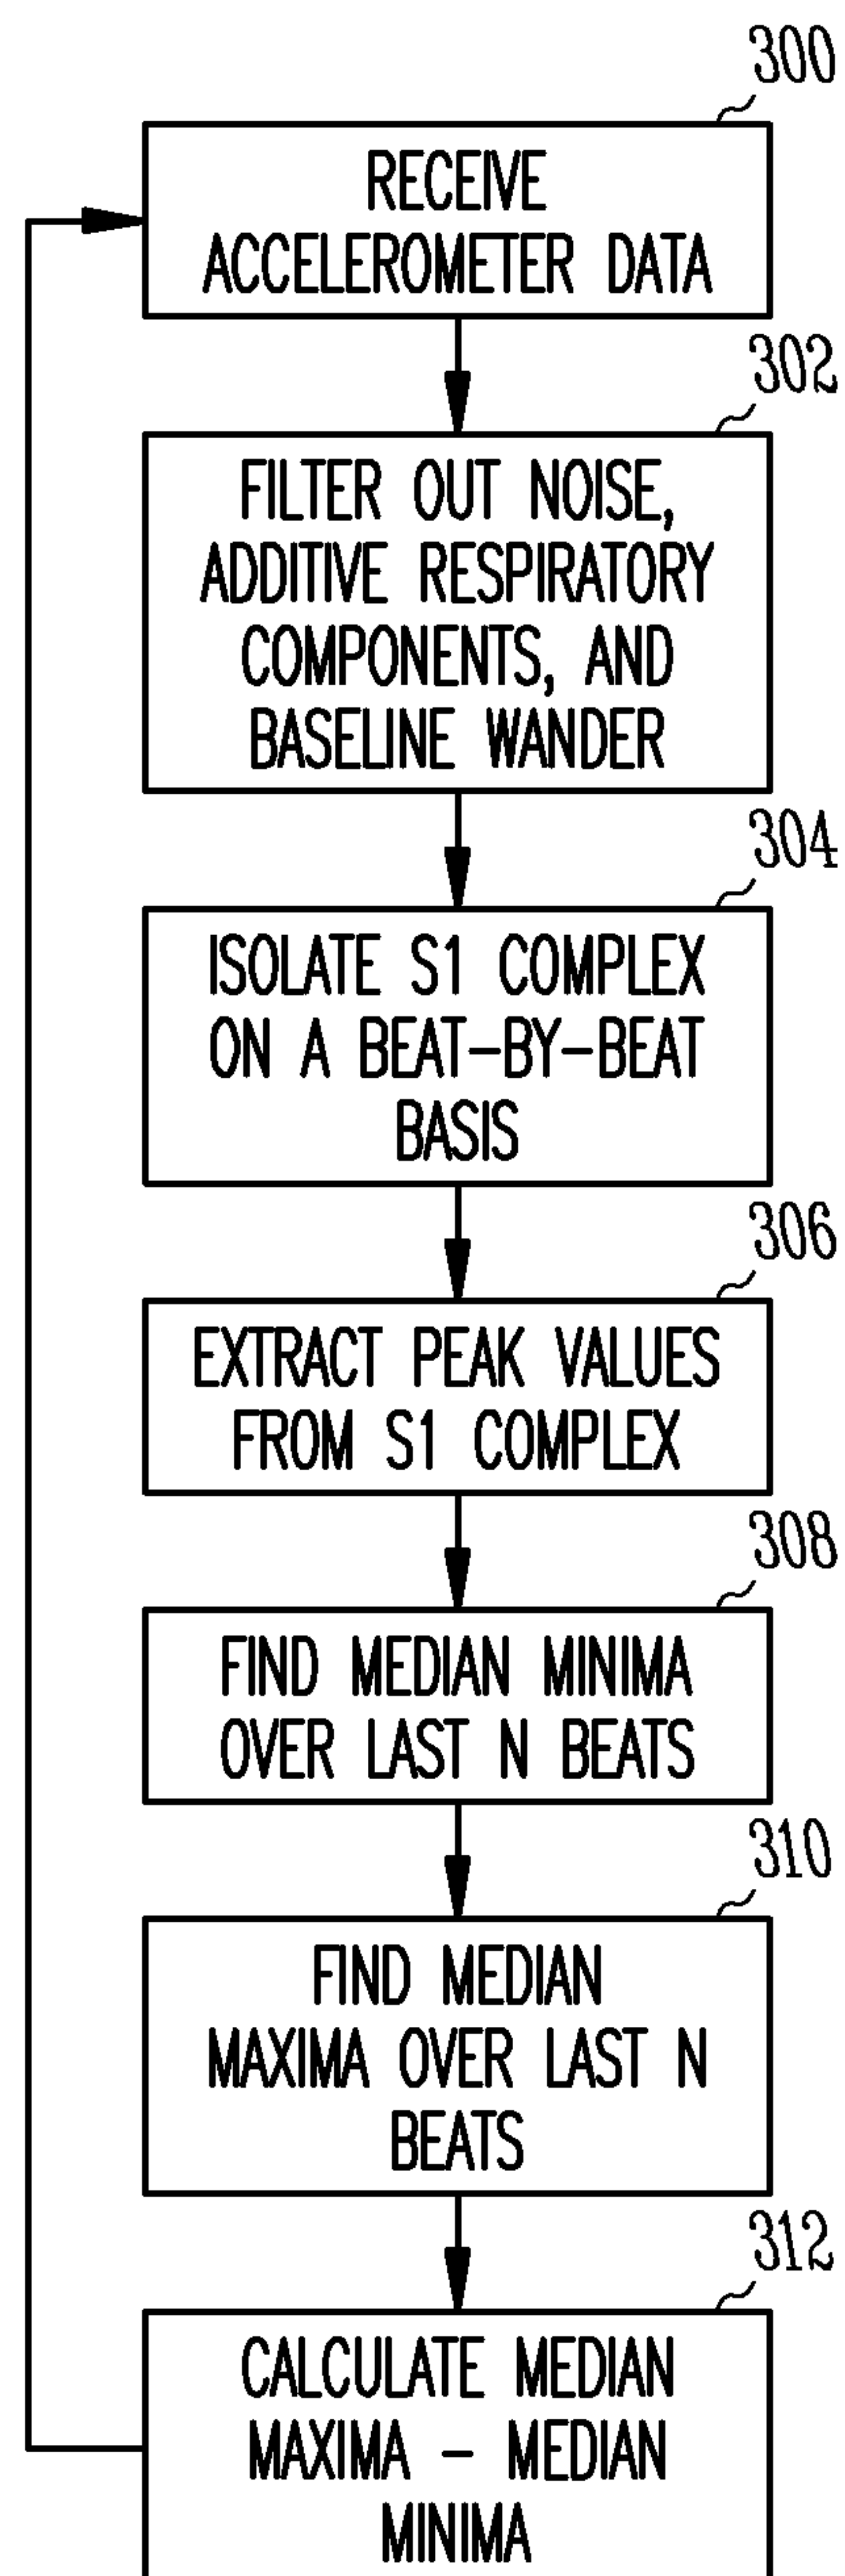 300
RECEIVE
ACCELEROMETER DATA
302
FILTER OUT NOISE,
ADDITIVE RESPIRATORY
COMPONENTS, AND
BASELINE WANDER
304
ISOLATE S1 COMPLEX
ON A BEAT-BY-BEAT
BASIS
306
EXTRACT PEAK VALUES
FROM S1 COMPLEX
308
FIND MEDIAN MINIMA
OVER LAST N BEATS
310
FIND MEDIAN
MAXIMA OVER LAST N
BEATS
312
CALCULATE MEDIAN
MAXIMA - MEDIAN
MINIMA